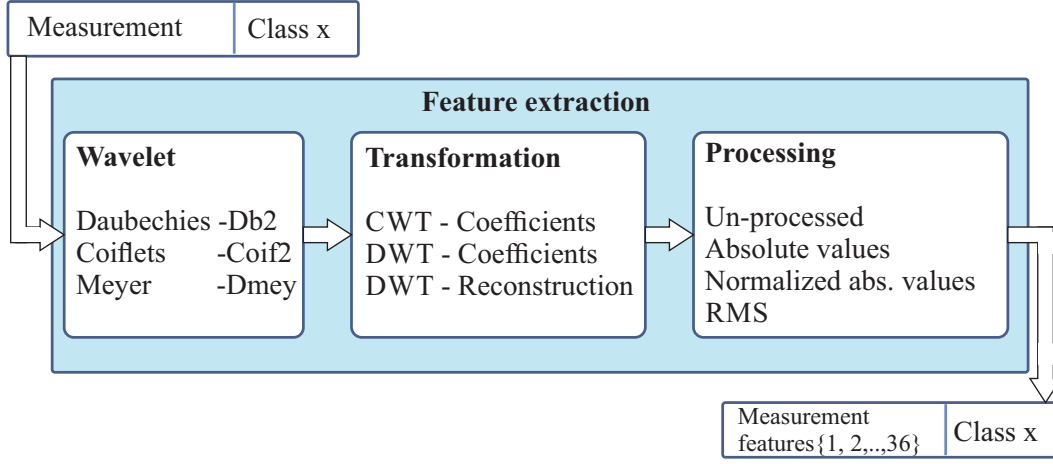 Measurement Class x
Feature extraction
Wavelet
Daubechies -Db2
Coiflets -Coif2
Meyer -Dmey
Transformation
CWT - Coefficients
DWT - Coefficients
DWT - Reconstruction
Processing
Un-processed
Absolute values
Normalized abs. values
RMS
Measurement
features{1, 2,..,36}
Class x